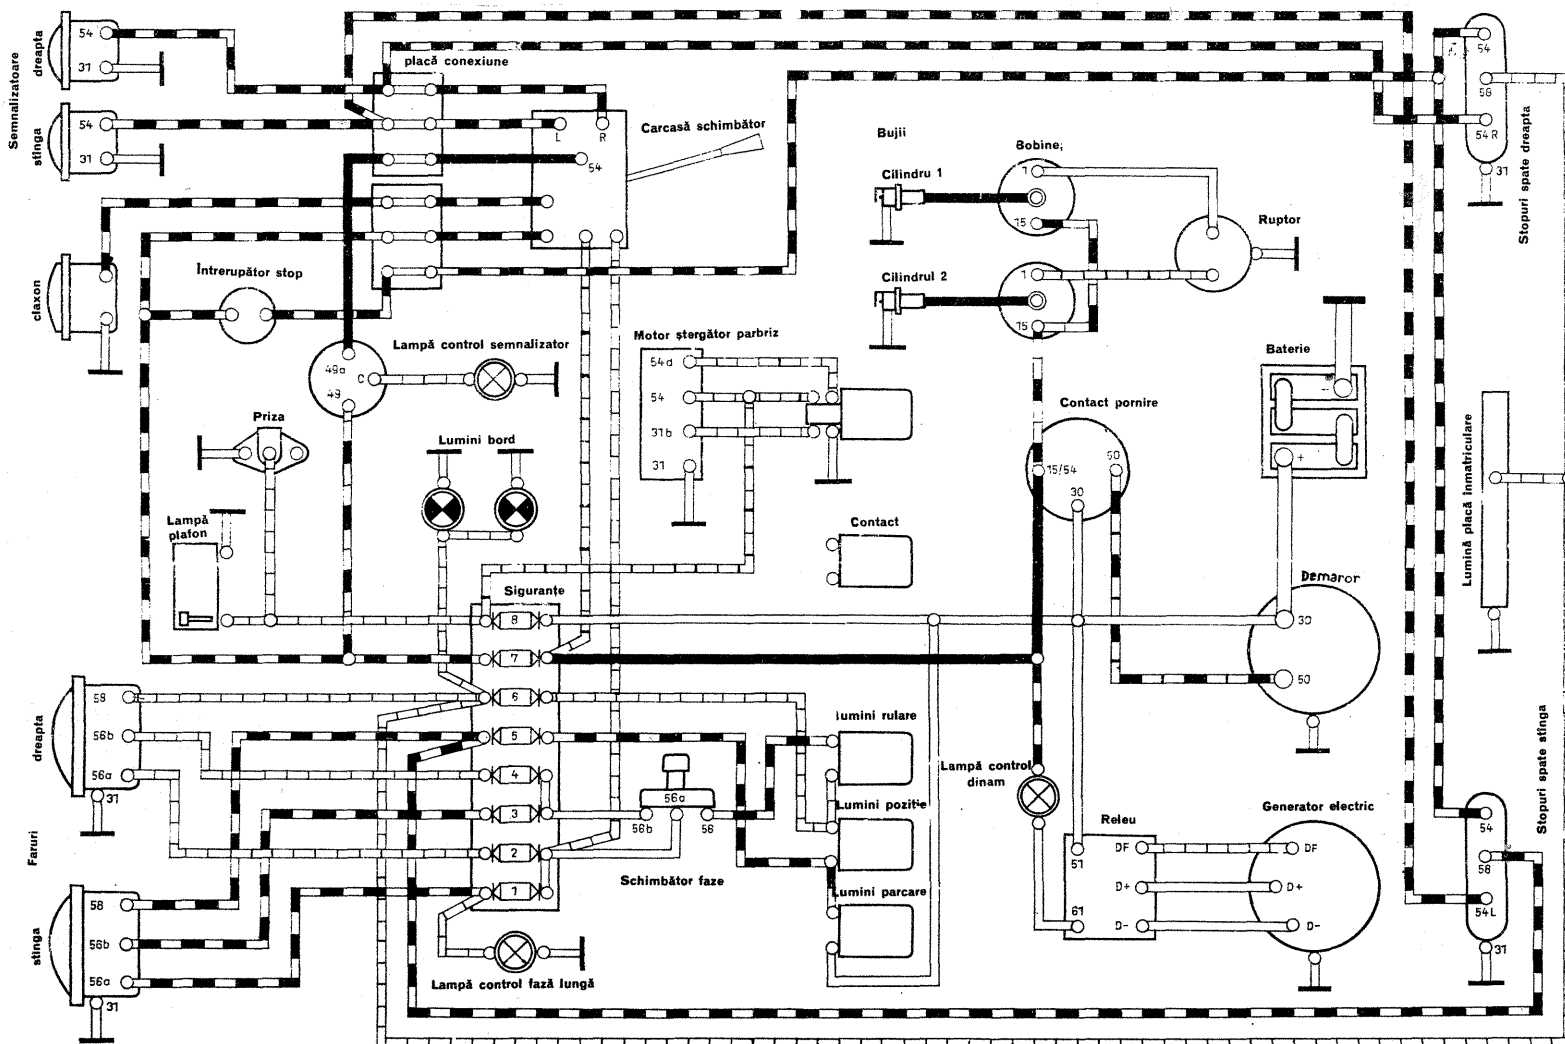 Semnalizatoare
dreapta
54
31
stinga
54
31
placă conexiune
L
R
54
Carcasă schimbător
Bujii
Cilindru 1
Cilindrul 2
Bobine
1
15
1
15
Ruptor
54
58
54 R
31
Stopuri spate dreapta
claxon
Întrerupător stop
49a
C
49
Lampă control semnalizator
Motor ștergător parbriz
54 d
54
31 b
31
Priza
Lumini bord
Lampă
plafon
Contact
Contact pornire
15/54
50
30
Baterie
-
+
Lumină placă înmatriculare
Demaror
30
50
Siguranțe
8
7
6
5
4
3
2
1
Faruri
dreapta
58
56b
56a
31
stinga
58
56b
56a
31
56a
56b
56
Schimbător faze
Lampă control fază lungă
lumini rulare
Lumini poziție
Lumini parcare
Lampă control
dinam
Releu
51
61
DF
D+
D-
Generator electric
DF
D+
D-
Stopuri spate stinga
54
58
54 L
31